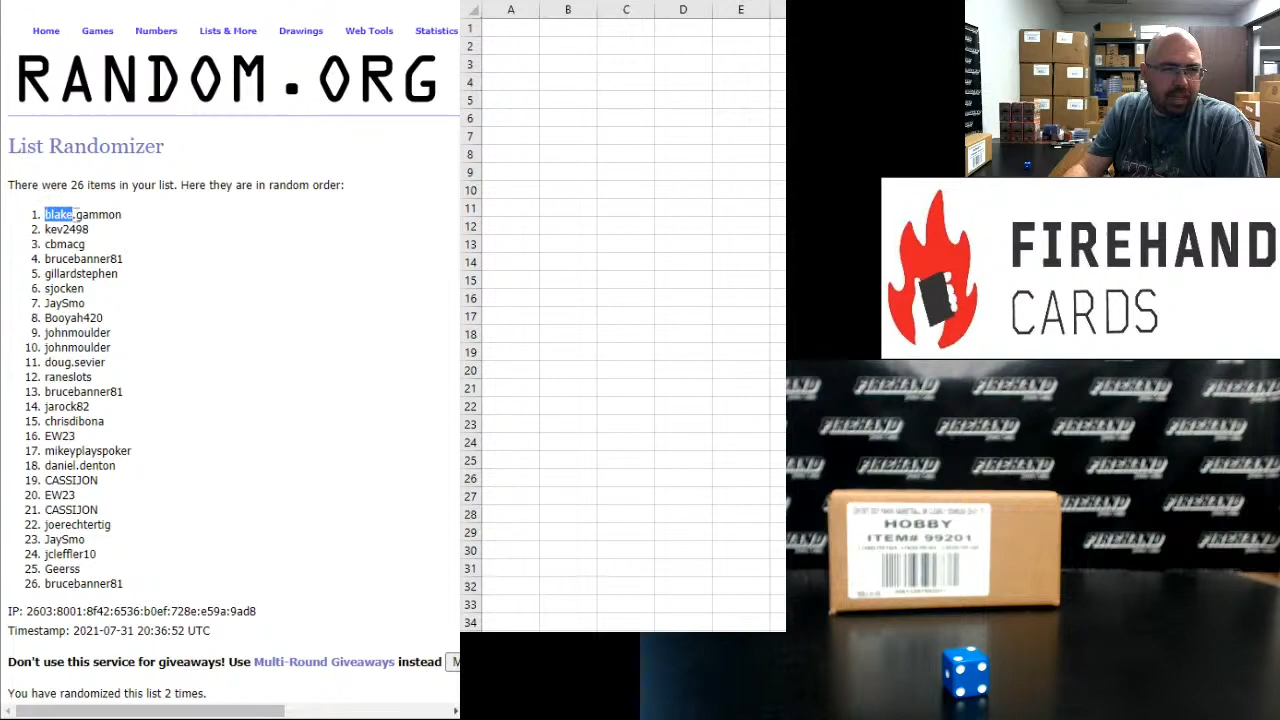 Home Games Numbers Lists & More Drawings Web Tools Statistics
RANDOM.ORG
List Randomizer
There were 26 items in your list. Here they are in random order:
1. blake.gammon
2. kev2498
3. cbmacg
4. brucebanner81
5. gillardstephen
6. sjocken
7. JaySmo
8. Booyah420
9. johnmoulder
10. johnmoulder
11. doug.sevier
12. raneslots
13. brucebanner81
14. jarock82
15. chrisdibona
16. EW23
17. mikeyplayspoker
18. daniel.denton
19. CASSIJON
20. EW23
21. CASSIJON
22. joerechtertig
23. JaySmo
24. jcleffler10
25. Geerss
26. brucebanner81
IP: 2603:8001:8f42:6536:b0ef:728e:e59a:9ad8
Timestamp: 2021-07-31 20:36:52 UTC
Don't use this service for giveaways! Use Multi-Round Giveaways instead
You have randomized this list 2 times.
A B C D E
1
2
3
4
5
6
7
8
9
10
11
12
13
14
15
16
17
18
19
20
21
22
23
24
25
26
27
28
29
30
31
32
33
34
FIREHAND
CARDS
FIREHAND FIREHAND FIREHAND
FIREHAND FIREHAND FIREHAND FIREHAND
HOBBY
ITEM# 99201